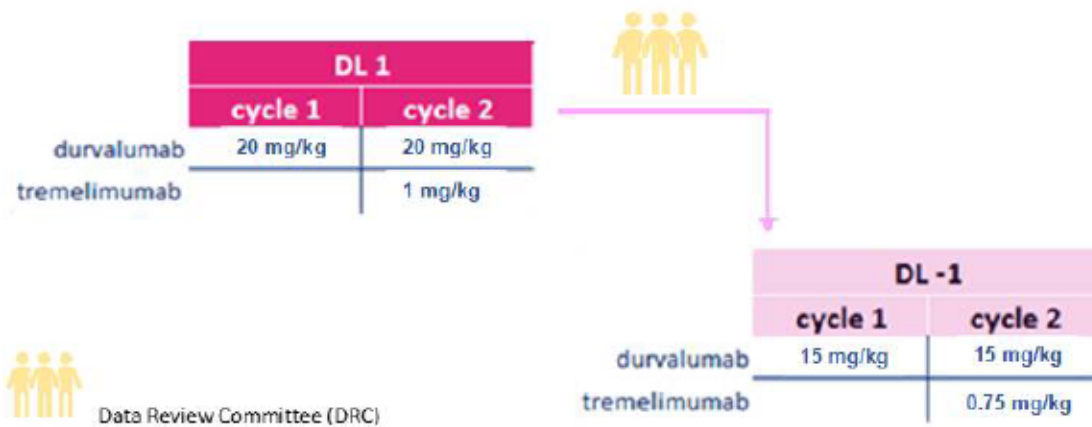 DL 1
cycle 1 cycle 2
durvalumab 20 mg/kg 20 mg/kg
tremelimumab 1 mg/kg
DL -1
cycle 1 cycle 2
durvalumab 15 mg/kg 15 mg/kg
tremelimumab 0.75 mg/kg
Data Review Committee (DRC)